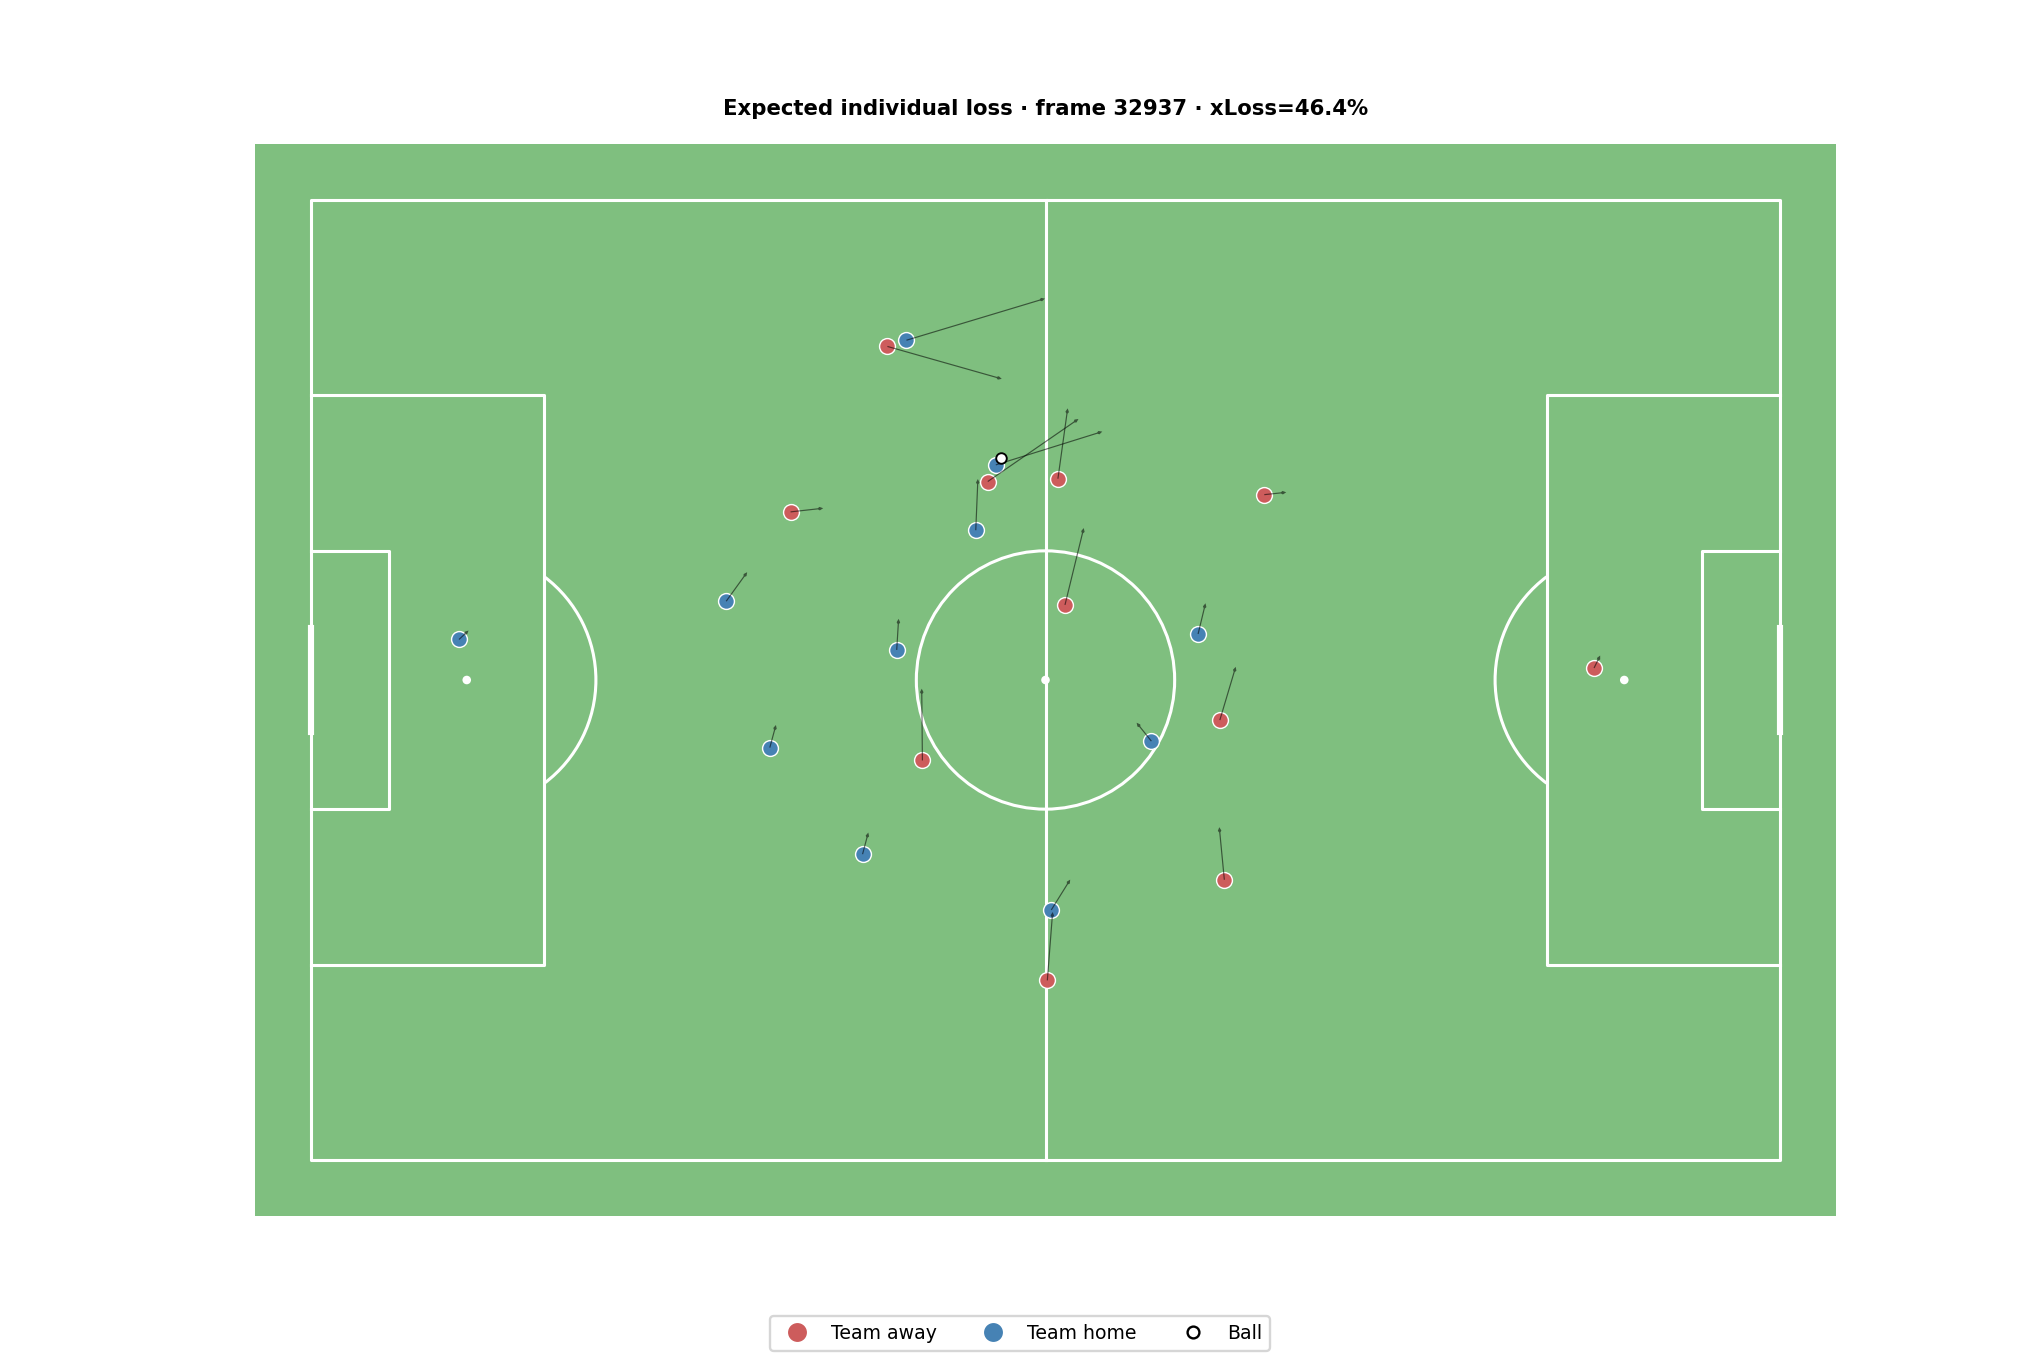 Expected individual loss · frame 32937 · xLoss=46.4%
Team away Team home Ball